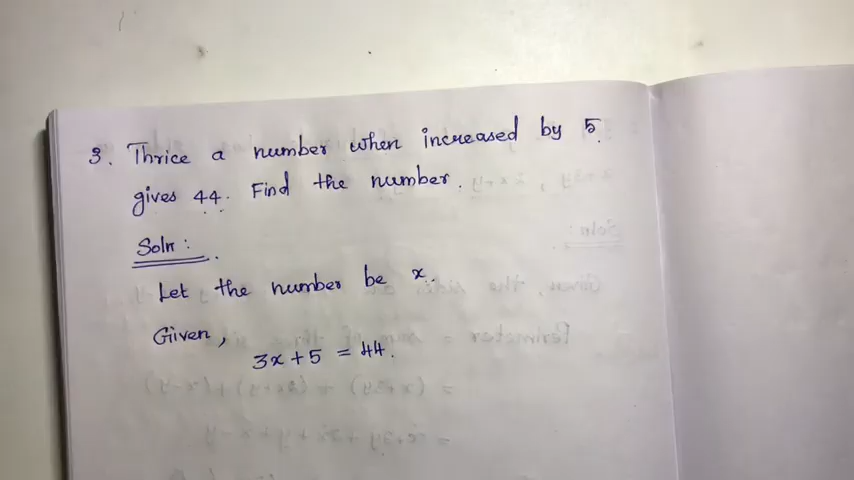 3. Thrice a number when increased by 5
gives 44. Find the number.
Soln:
Let the number be x.
Given,
3x + 5 = 44.